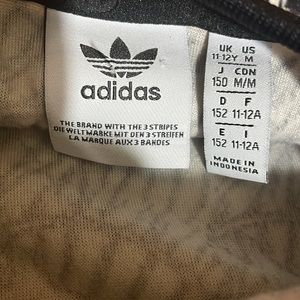 adidas
THE BRAND WITH THE 3 STRIPES
DIE WELTMARKE MIT DEN 3 STREIFEN
LA MARQUE AUX 3 BANDES
UK US
11-12Y M
J CDN
150 M/M
D F
152 11-12A
E I
152 11-12A
MADE IN
INDONESIA